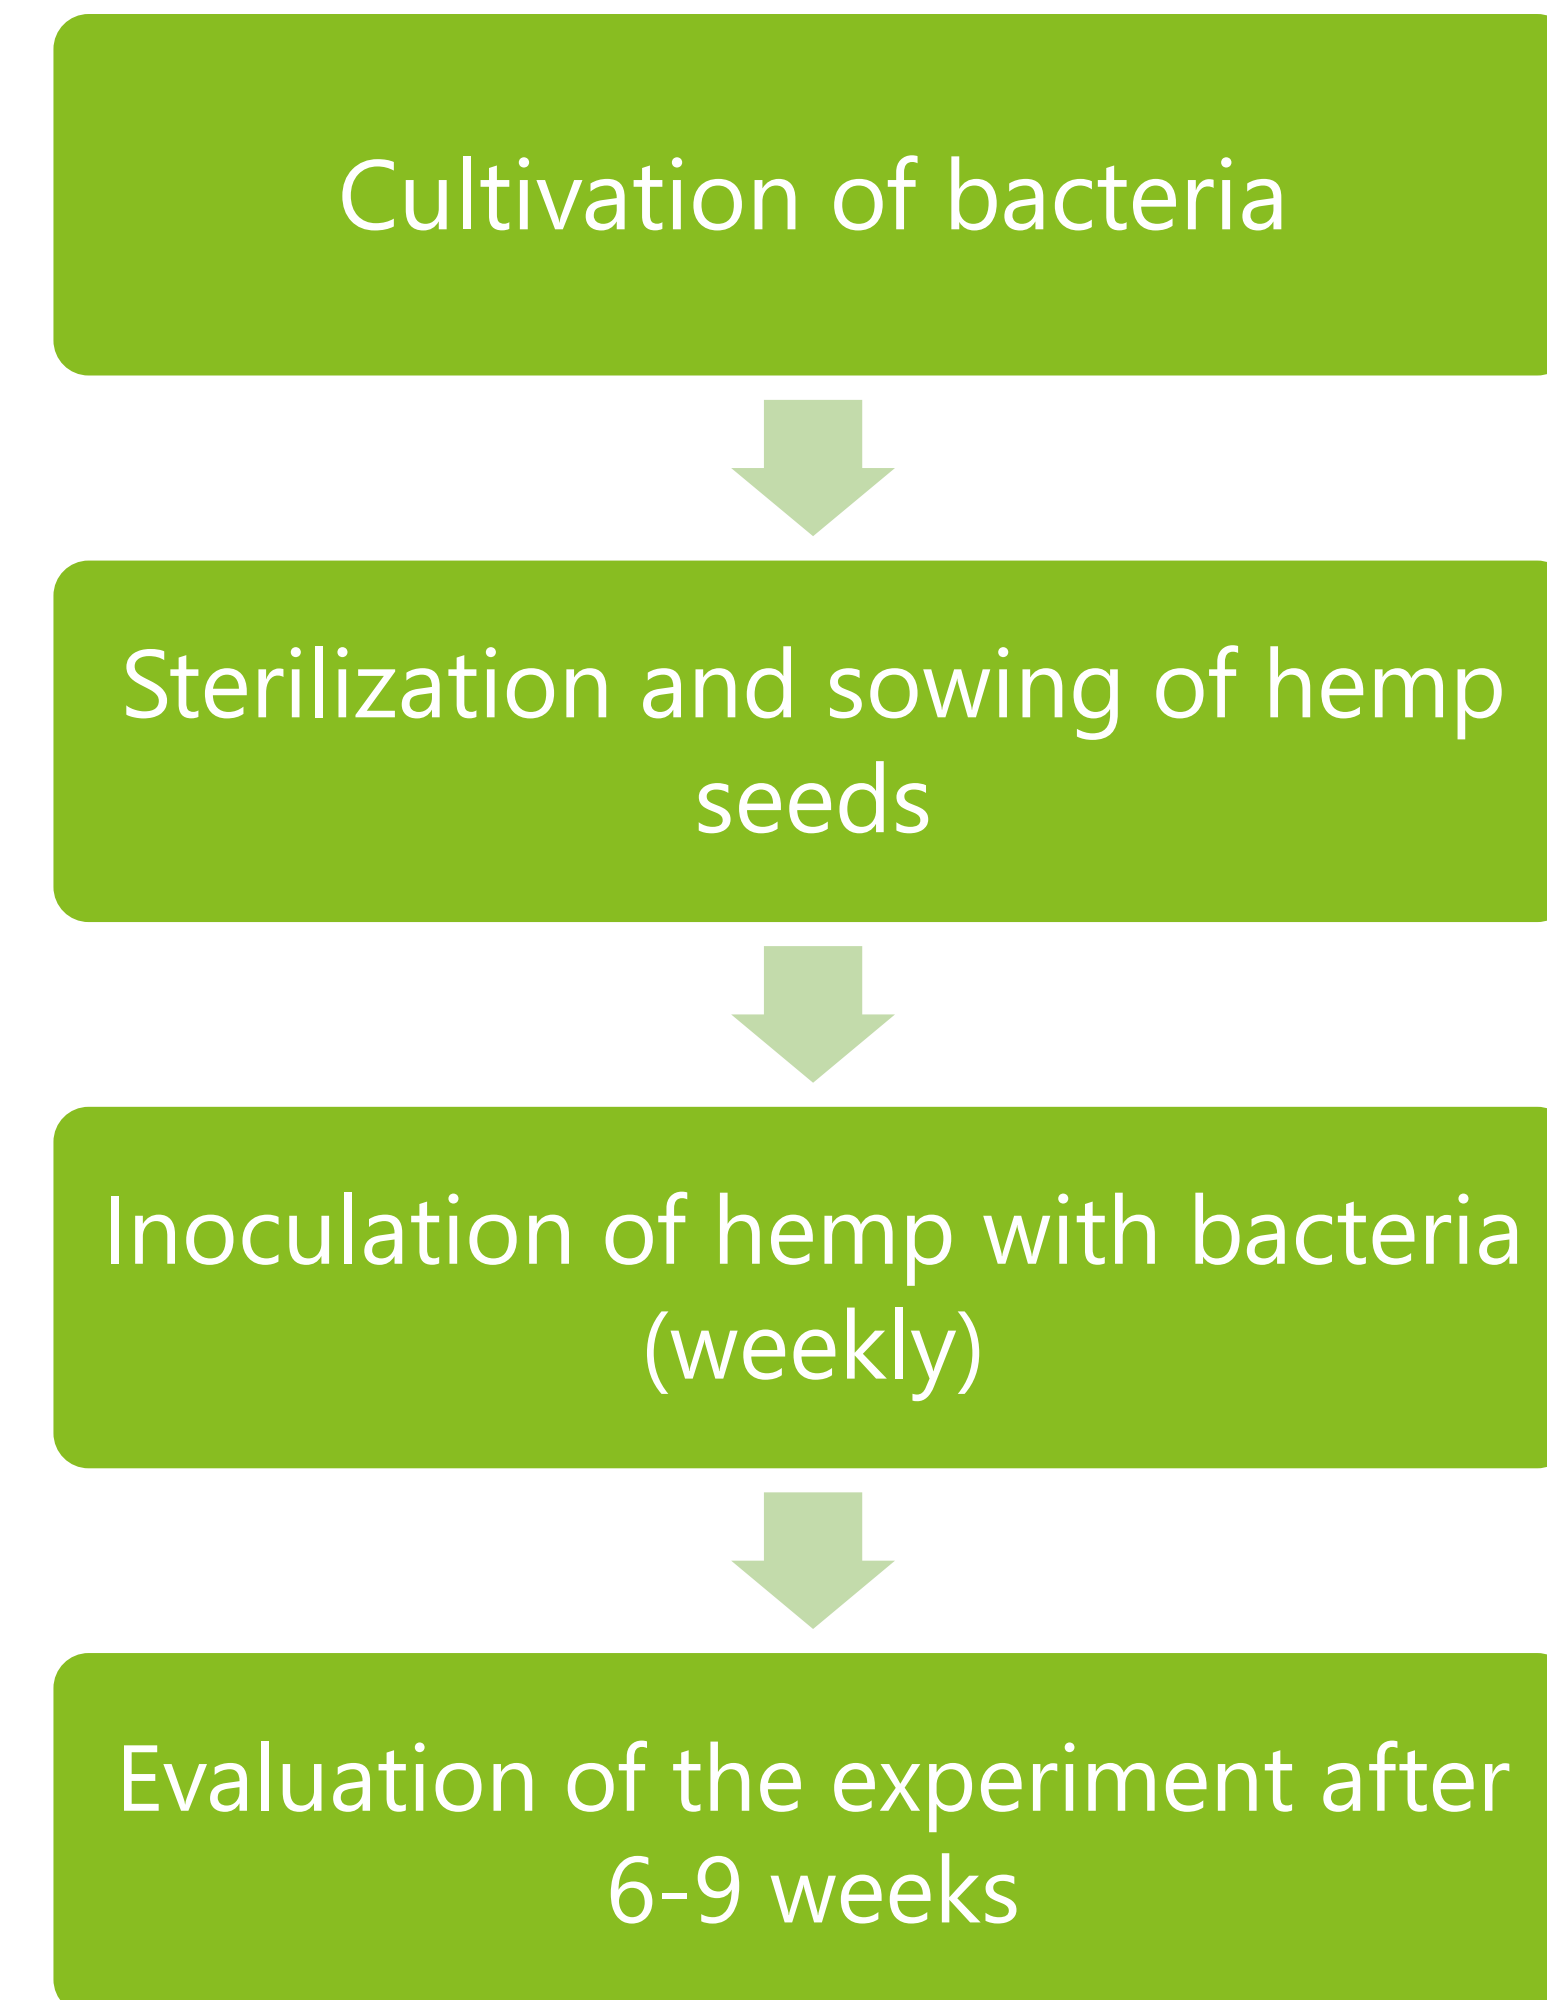 Cultivation of bacteria
Sterilization and sowing of hemp
seeds
Inoculation of hemp with bacteria
(weekly)
Evaluation of the experiment after
6-9 weeks